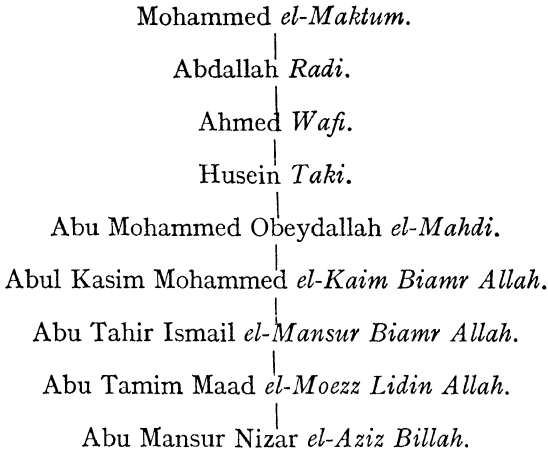 Mohammed el-Maktum.
Abdallah Radi.
Ahmed Wafi.
Husein Taki.
Abu Mohammed Obeydallah el-Mahdi.
Abul Kasim Mohammed el-Kaim Biamr Allah.
Abu Tahir Ismail el-Mansur Biamr Allah.
Abu Tamim Maad el-Moezz Lidin Allah.
Abu Mansur Nizar el-Aziz Billah.